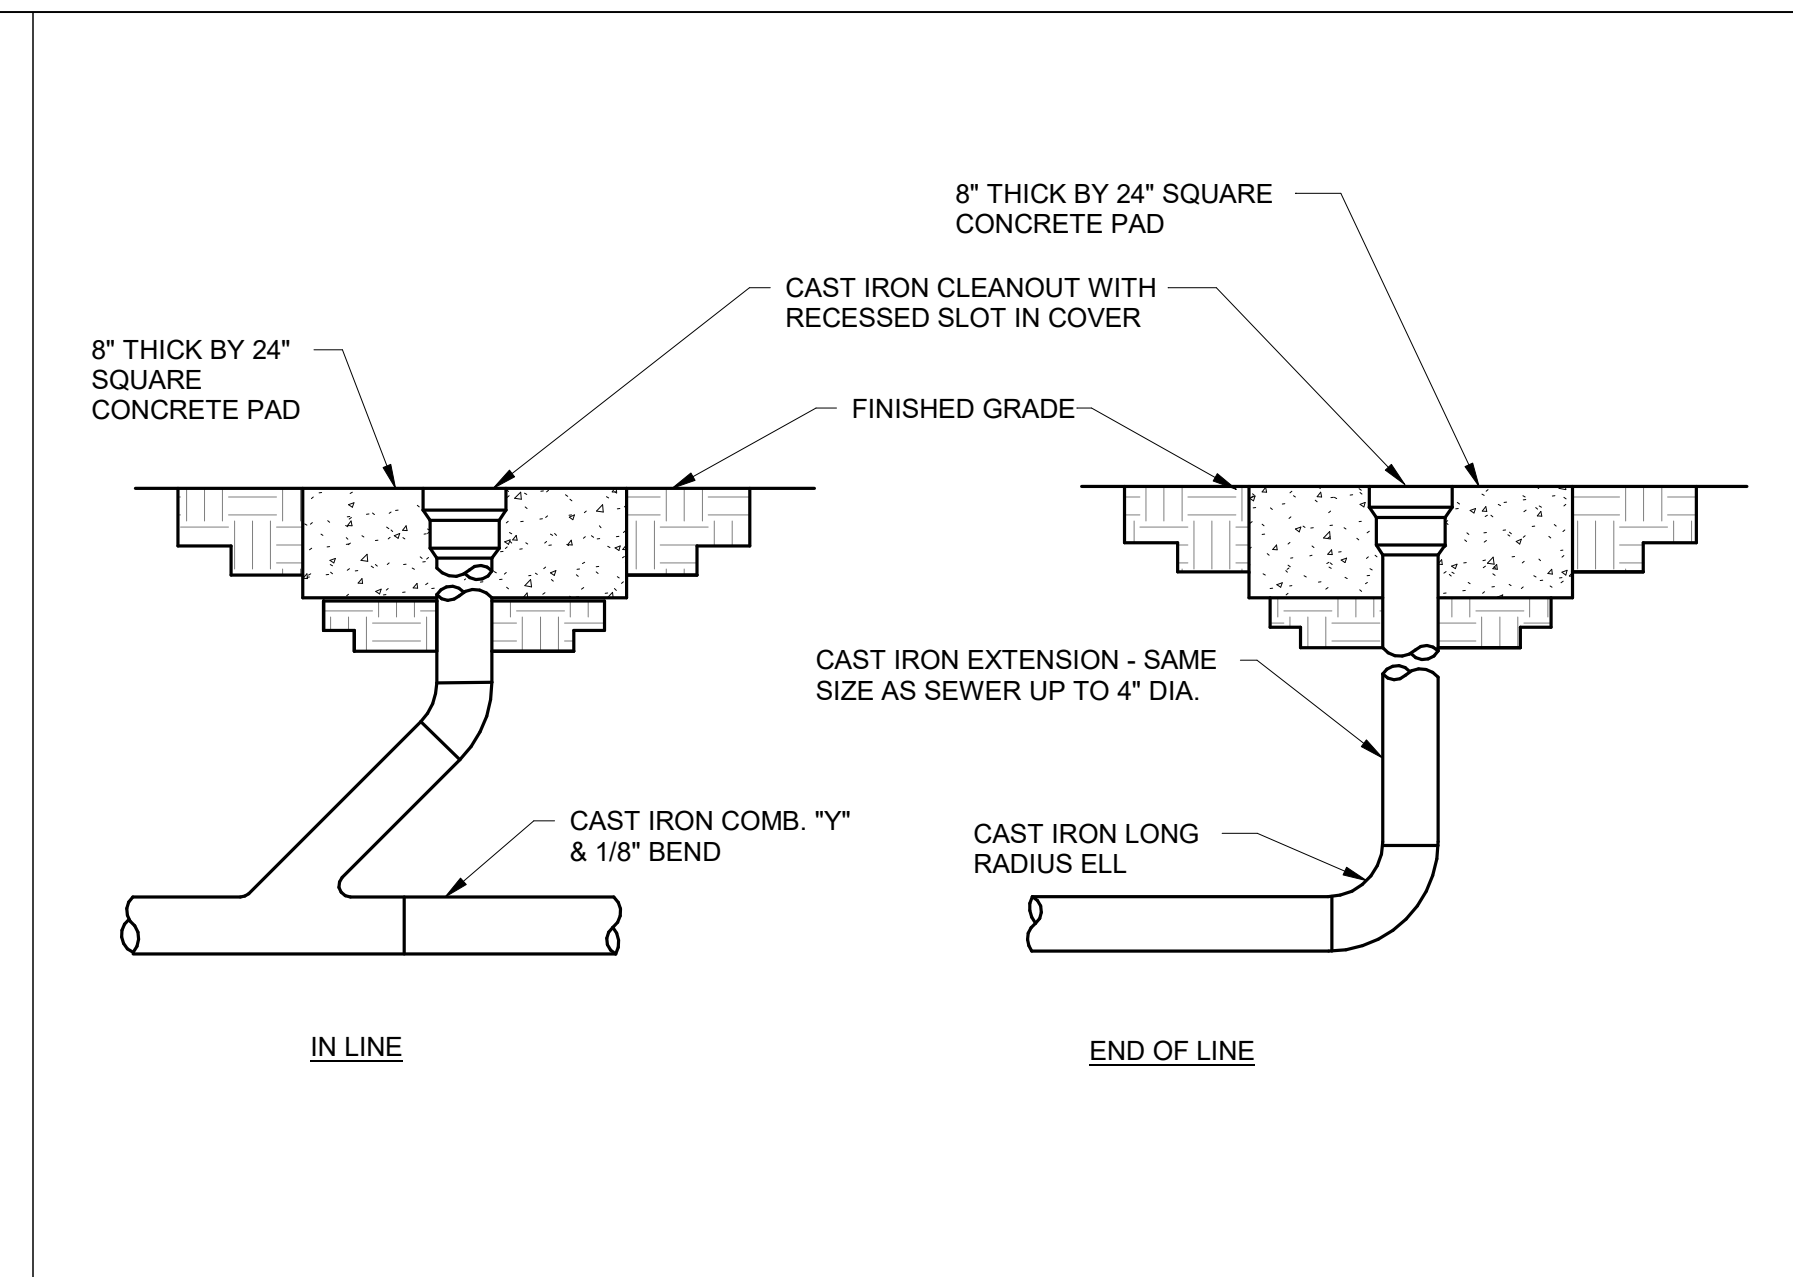 8" THICK BY 24" SQUARE
CONCRETE PAD
CAST IRON CLEANOUT WITH
RECESSED SLOT IN COVER
8" THICK BY 24"
SQUARE
CONCRETE PAD
FINISHED GRADE
CAST IRON EXTENSION - SAME
SIZE AS SEWER UP TO 4" DIA.
CAST IRON COMB. "Y"
& 1/8" BEND
CAST IRON LONG
RADIUS ELL
IN LINE
END OF LINE